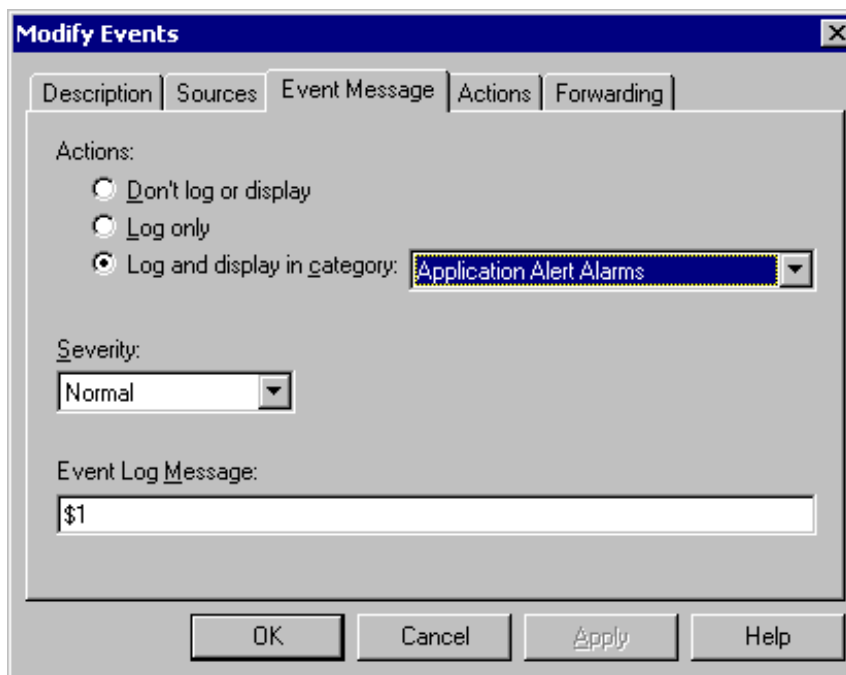 Modify Events
Description Sources Event Message Actions Forwarding
Actions:
Don't log or display
Log only
Log and display in category: Application Alert Alarms
Severity:
Normal
Event Log Message:
$1
OK Cancel Apply Help